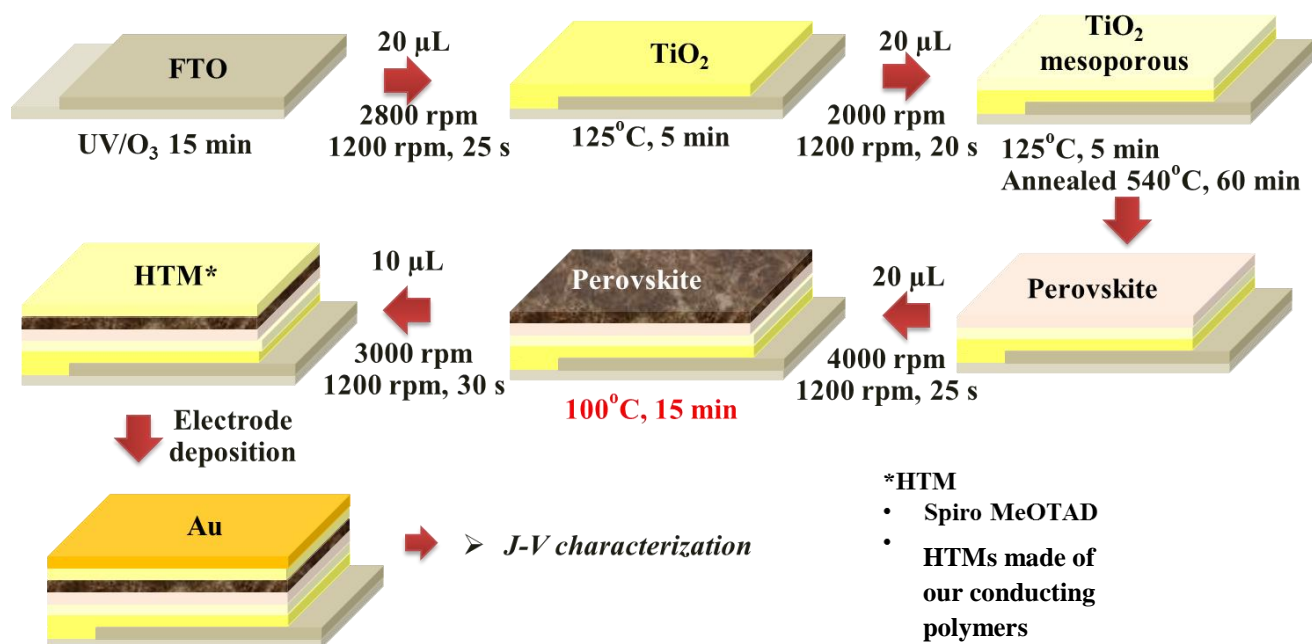 FTO
UV/O₃ 15 min
20 µL
2800 rpm
1200 rpm, 25 s
TiO₂
125°C, 5 min
20 µL
2000 rpm
1200 rpm, 20 s
TiO₂
mesoporous
125°C, 5 min
Annealed 540°C, 60 min
Perovskite
20 µL
4000 rpm
1200 rpm, 25 s
Perovskite
100°C, 15 min
10 µL
3000 rpm
1200 rpm, 30 s
HTM*
Electrode
deposition
Au
➢ J-V characterization
*HTM
• Spiro MeOTAD
• HTMs made of
our conducting
polymers